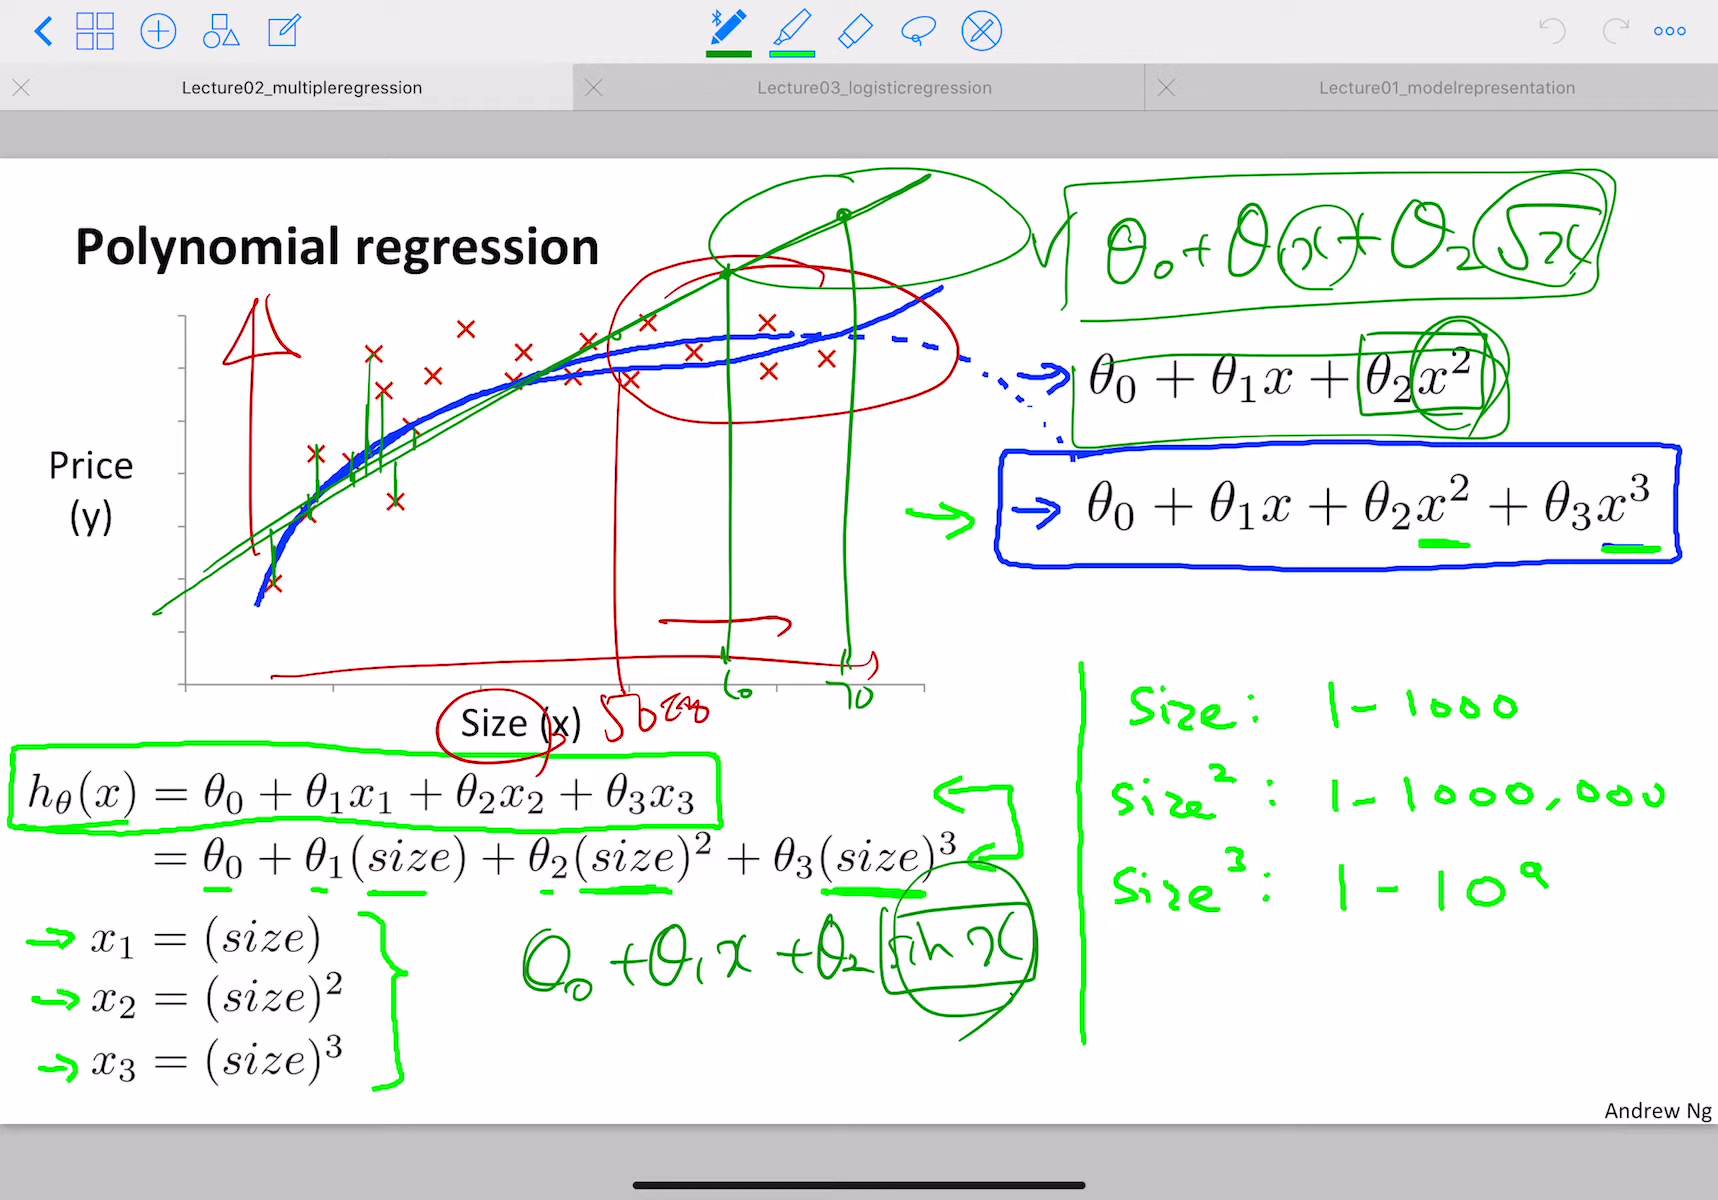 Lecture02_multipleregression
Lecture03_logisticregression
Lecture01_modelrepresentation
Polynomial regression
θ₀ + θ x + θ₂ √x
θ₀ + θ₁x + θ₂x²
θ₀ + θ₁x + θ₂x² + θ₃x³
Price
(y)
60
70
Size (x)
hθ(x) = θ₀ + θ₁x₁ + θ₂x₂ + θ₃x₃
= θ₀ + θ₁(size) + θ₂(size)² + θ₃(size)³
x₁ = (size)
x₂ = (size)²
x₃ = (size)³
θ₀ + θ₁x + θ₂ sin x
Size: 1 - 1000
Size²: 1 - 1000,000
Size³: 1 - 10⁹
Andrew Ng